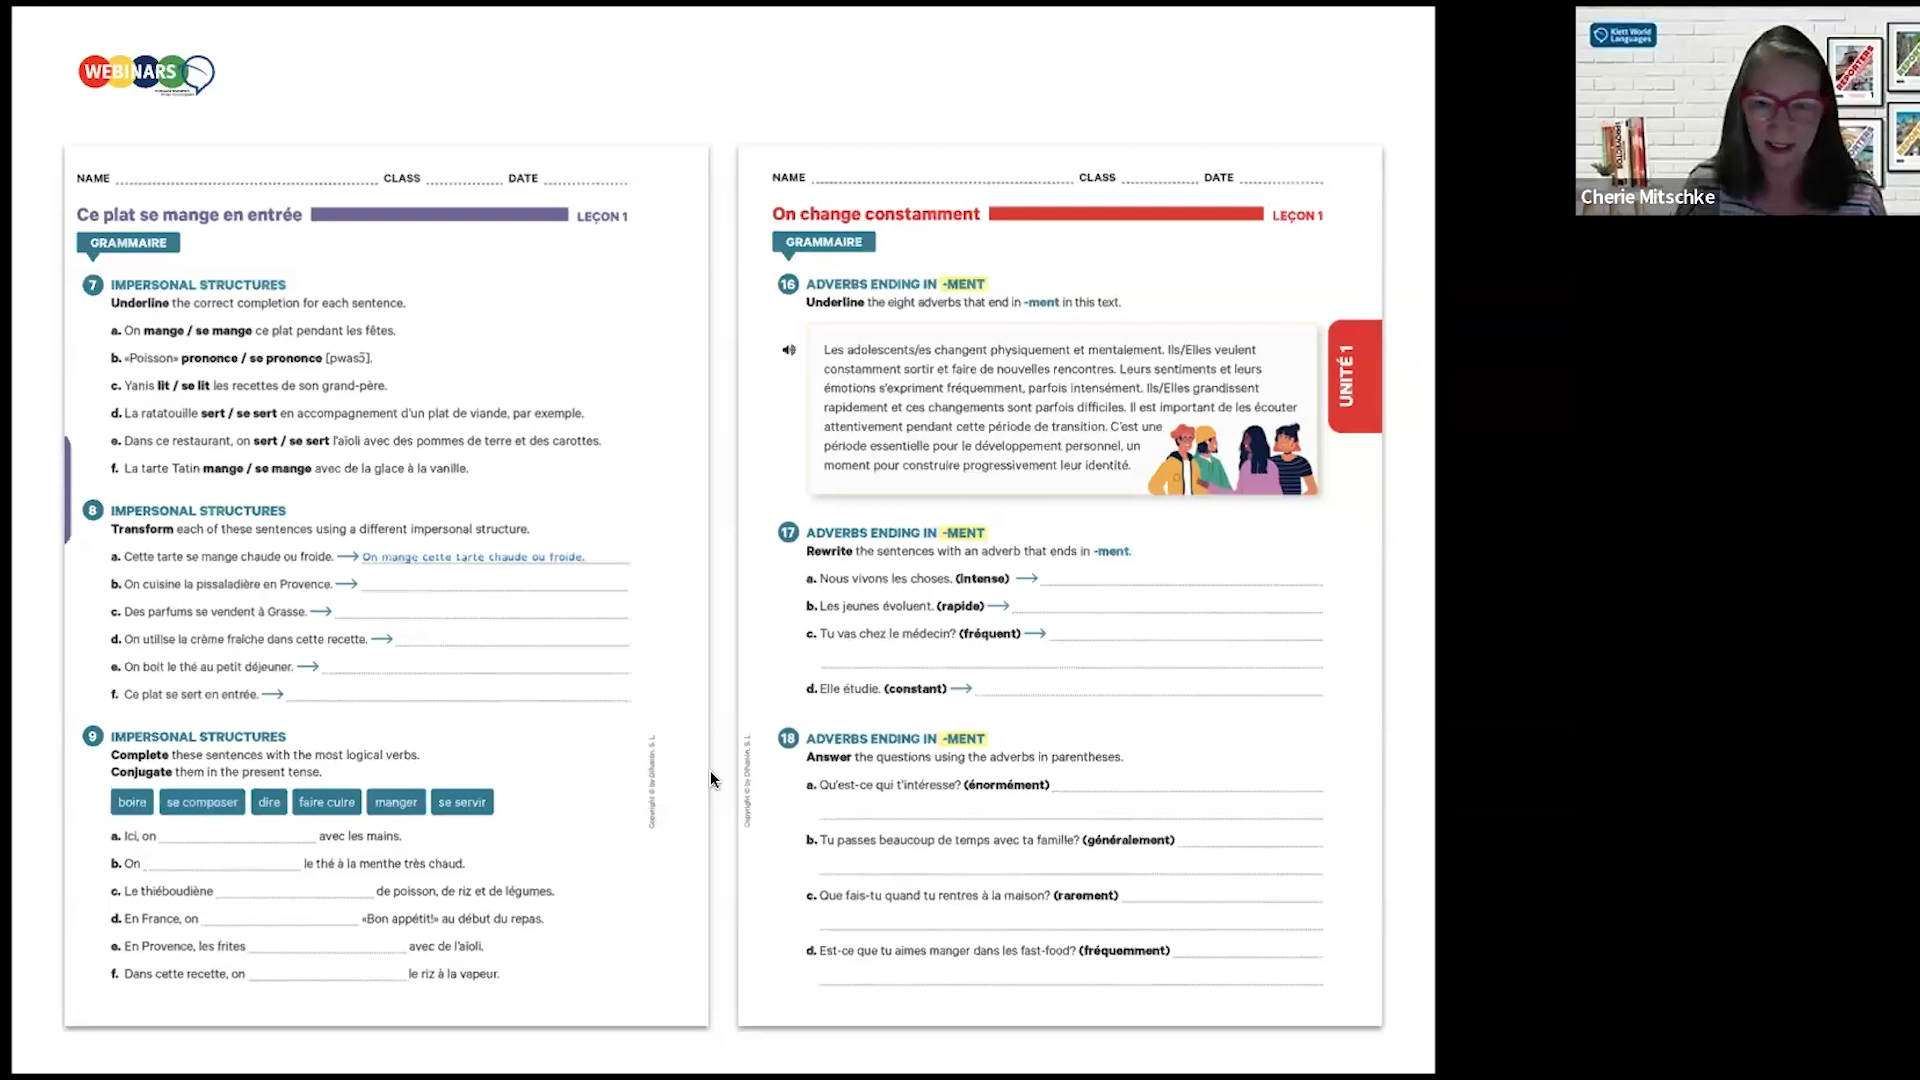 WEBINARS
NAME CLASS DATE
Ce plat se mange en entrée LEÇON 1
GRAMMAIRE
7 IMPERSONAL STRUCTURES
Underline the correct completion for each sentence.
a. On mange / se mange ce plat pendant les fêtes.
b. «Poisson» prononce / se prononce [pwasɔ̃].
c. Yanis lit / se lit les recettes de son grand-père.
d. La ratatouille sert / se sert en accompagnement d'un plat de viande, par exemple.
e. Dans ce restaurant, on sert / se sert l'aïoli avec des pommes de terre et des carottes.
f. La tarte Tatin mange / se mange avec de la glace à la vanille.
8 IMPERSONAL STRUCTURES
Transform each of these sentences using a different impersonal structure.
a. Cette tarte se mange chaude ou froide. → On mange cette tarte chaude ou froide.
b. On cuisine la pissaladière en Provence. →
c. Des parfums se vendent à Grasse. →
d. On utilise la crème fraîche dans cette recette. →
e. On boit le thé au petit déjeuner. →
f. Ce plat se sert en entrée. →
9 IMPERSONAL STRUCTURES
Complete these sentences with the most logical verbs.
Conjugate them in the present tense.
boire se composer dire faire cuire manger se servir
a. Ici, on avec les mains.
b. On le thé à la menthe très chaud.
c. Le thiéboudiène de poisson, de riz et de légumes.
d. En France, on «Bon appétit!» au début du repas.
e. En Provence, les frites avec de l'aïoli.
f. Dans cette recette, on le riz à la vapeur.
Copyright © by Difusión, S. L.
NAME CLASS DATE
On change constamment LEÇON 1
GRAMMAIRE
16 ADVERBS ENDING IN -MENT
Underline the eight adverbs that end in -ment in this text.
Les adolescents/es changent physiquement et mentalement. Ils/Elles veulent
constamment sortir et faire de nouvelles rencontres. Leurs sentiments et leurs
émotions s'expriment fréquemment, parfois intensément. Ils/Elles grandissent
rapidement et ces changements sont parfois difficiles. Il est important de les écouter
attentivement pendant cette période de transition. C'est une
période essentielle pour le développement personnel, un
moment pour construire progressivement leur identité.
UNITÉ 1
17 ADVERBS ENDING IN -MENT
Rewrite the sentences with an adverb that ends in -ment.
a. Nous vivons les choses. (intense) →
b. Les jeunes évoluent. (rapide) →
c. Tu vas chez le médecin? (fréquent) →
d. Elle étudie. (constant) →
18 ADVERBS ENDING IN -MENT
Answer the questions using the adverbs in parentheses.
a. Qu'est-ce qui t'intéresse? (énormément)
b. Tu passes beaucoup de temps avec ta famille? (généralement)
c. Que fais-tu quand tu rentres à la maison? (rarement)
d. Est-ce que tu aimes manger dans les fast-food? (fréquemment)
Copyright © by Difusión, S. L.
Klett World
Languages
REPORTERS
Cherie Mitschke